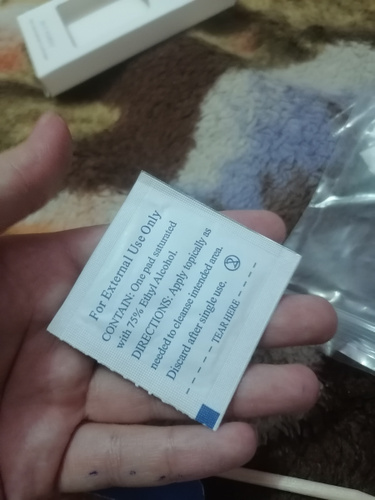 For External Use Only
CONTAIN: One pad saturated
with 75% Ethyl Alcohol.
DIRECTIONS: Apply topically as
needed to cleanse intended area.
Discard after single use.
TEAR HERE